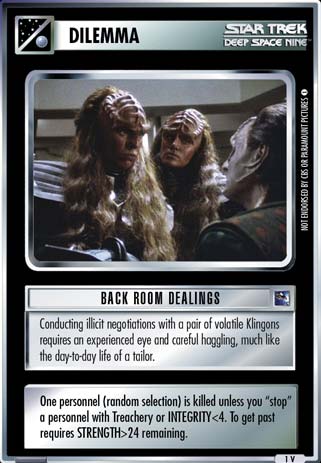 DILEMMA
STAR TREK
DEEP SPACE NINE
NOT ENDORSED BY CBS OR PARAMOUNT PICTURES
BACK ROOM DEALINGS
Conducting illicit negotiations with a pair of volatile Klingons
requires an experienced eye and careful haggling, much like
the day-to-day life of a tailor.
One personnel (random selection) is killed unless you "stop"
a personnel with Treachery or INTEGRITY<4. To get past
requires STRENGTH>24 remaining.
1 V